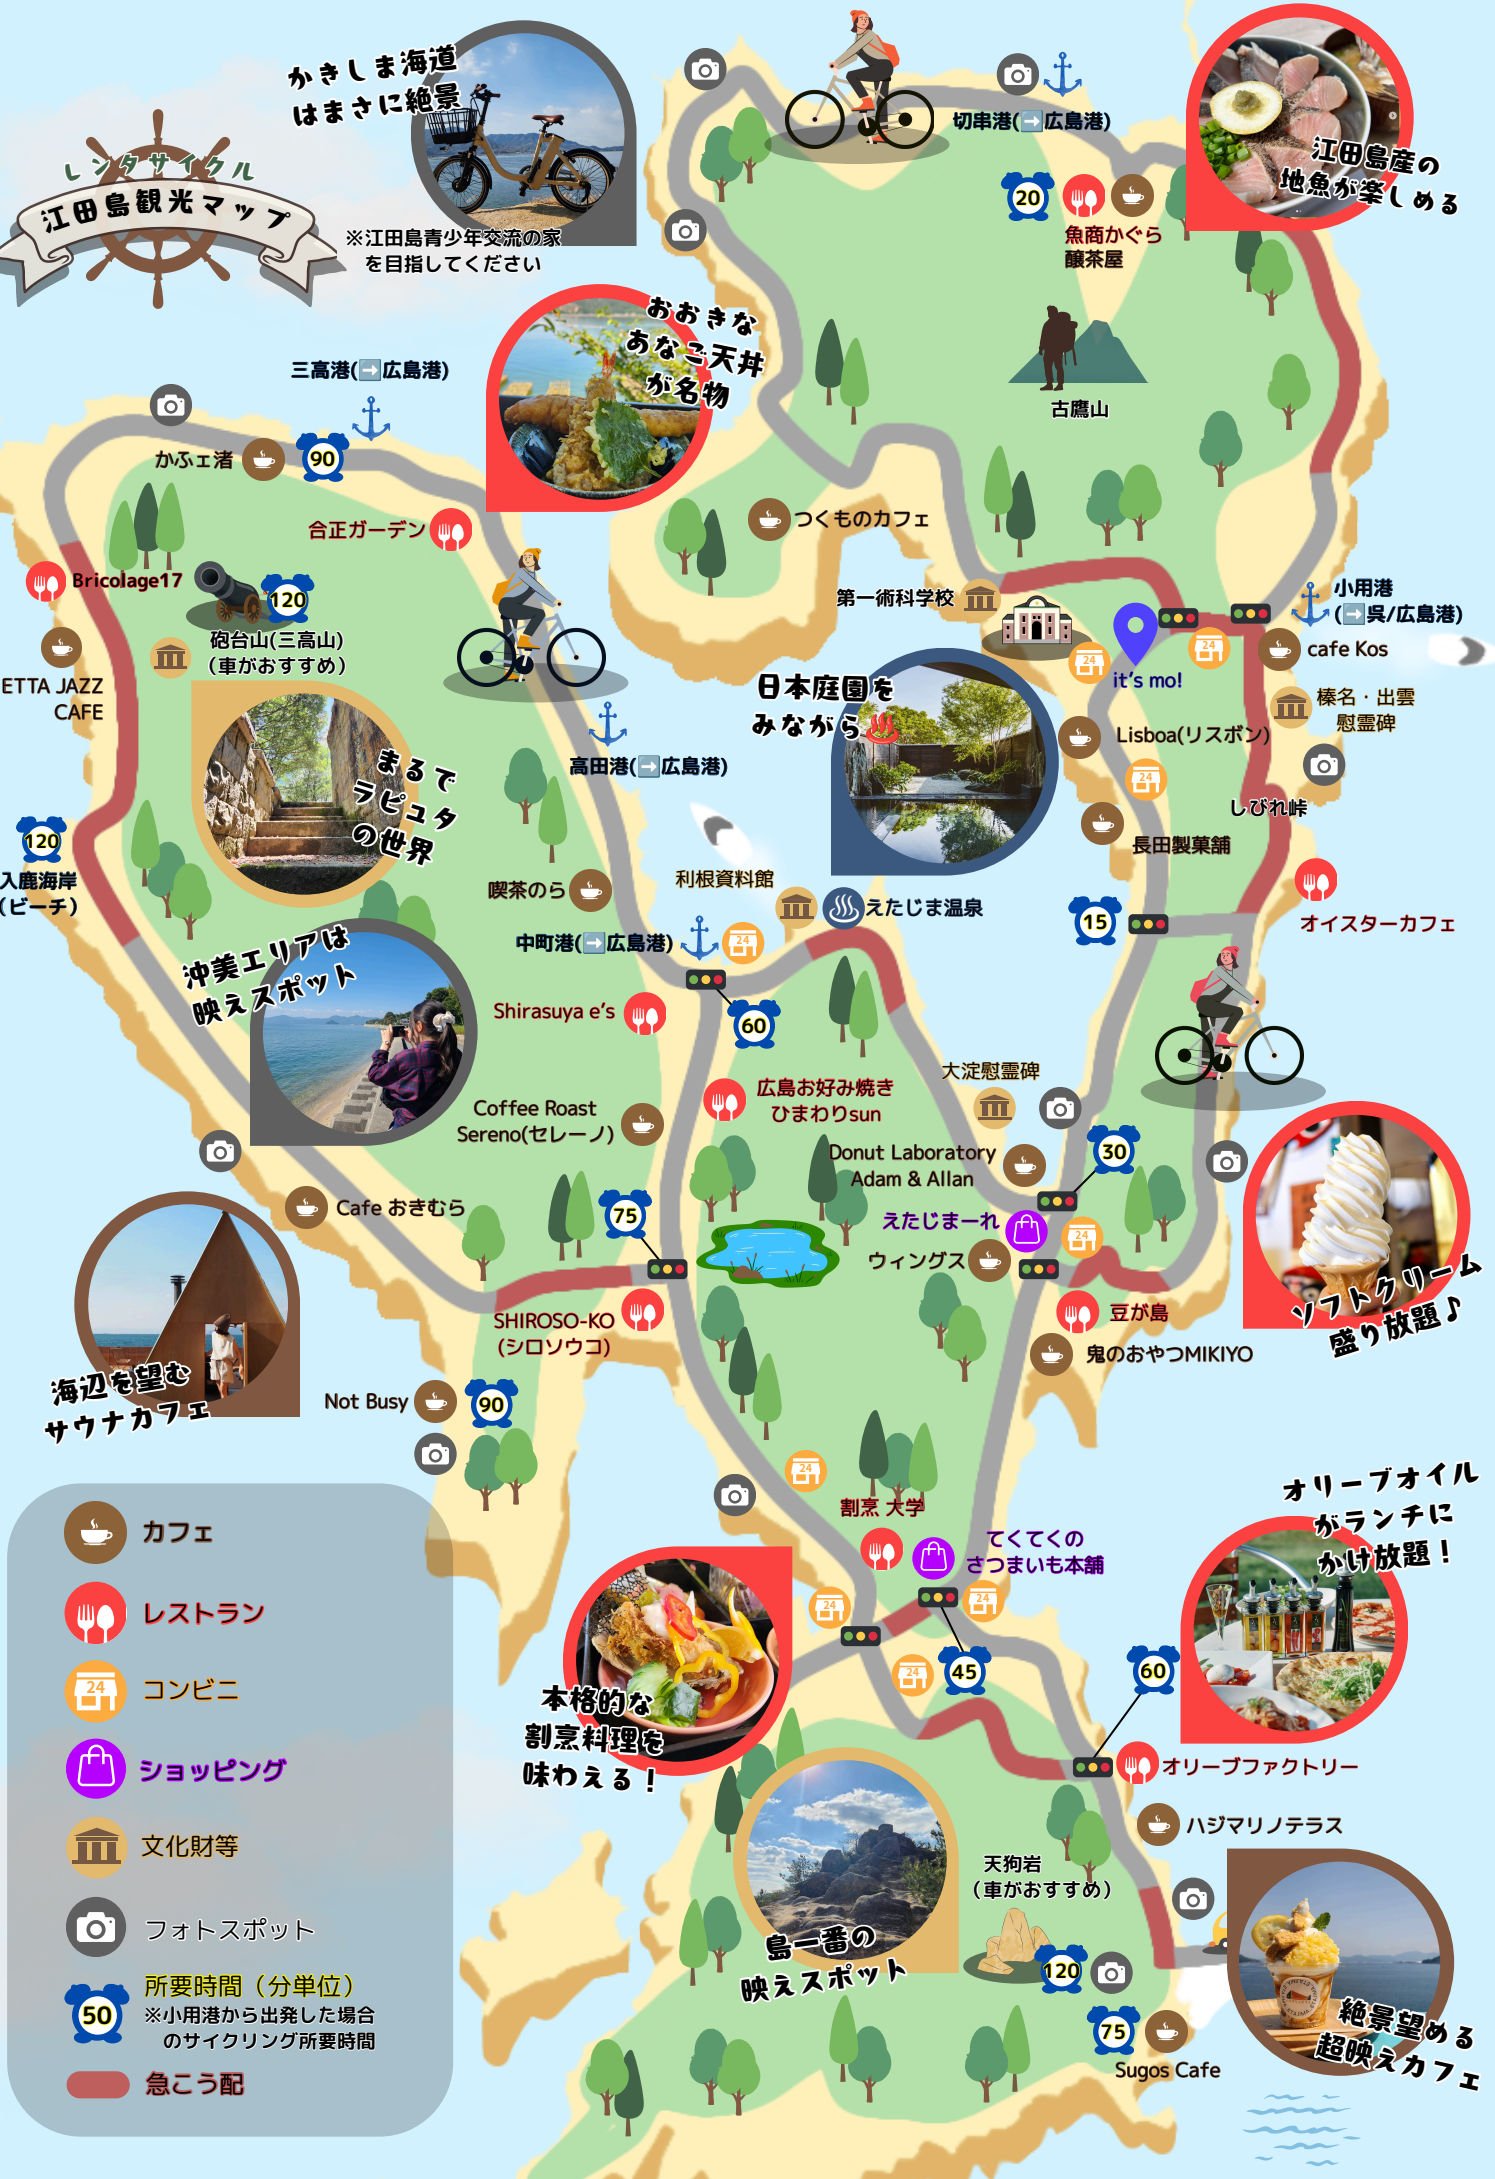 かきしま海道
はまさに絶景
レンタサイクル
江田島観光マップ
※江田島青少年交流の家
を目指してください
切串港(➡広島港)
20
魚商かぐら
醸茶屋
江田島産の
地魚が楽しめる
おおきな
あなご天丼
が名物
古鷹山
三高港(➡広島港)
かふェ渚
90
合正ガーデン
つくものカフェ
Bricolage17
120
砲台山(三高山)
（車がおすすめ）
第一術科学校
小用港
(➡呉/広島港)
24
24
it's mo!
cafe Kos
ETTA JAZZ
CAFE
日本庭園を
みながら♨
榛名・出雲
慰霊碑
Lisboa(リスボン)
24
まるで
ラピュタ
の世界
高田港(➡広島港)
しびれ峠
長田製菓舗
120
入鹿海岸
（ビーチ）
喫茶のら
利根資料館
えたじま温泉
オイスターカフェ
15
中町港(➡広島港)
24
沖美エリアは
映えスポット
Shirasuya e's
60
大淀慰霊碑
広島お好み焼き
ひまわりsun
Coffee Roast
Sereno(セレーノ)
Donut Laboratory
Adam & Allan
30
Cafe おきむら
75
えたじまーれ
24
ウィングス
SHIROSO-KO
(シロソウコ)
豆が島
鬼のおやつMIKIYO
ソフトクリーム
盛り放題♪
海辺を望む
サウナカフェ
Not Busy
90
24
割烹 大学
てくてくの
さつまいも本舗
オリーブオイル
がランチに
かけ放題！
24
24
24
45
60
本格的な
割烹料理を
味わえる！
オリーブファクトリー
ハジマリノテラス
天狗岩
（車がおすすめ）
島一番の
映えスポット
120
75
Sugos Cafe
絶景望める
超映えカフェ
カフェ
レストラン
24
コンビニ
ショッピング
文化財等
フォトスポット
50
所要時間（分単位）
※小用港から出発した場合
のサイクリング所要時間
急こう配